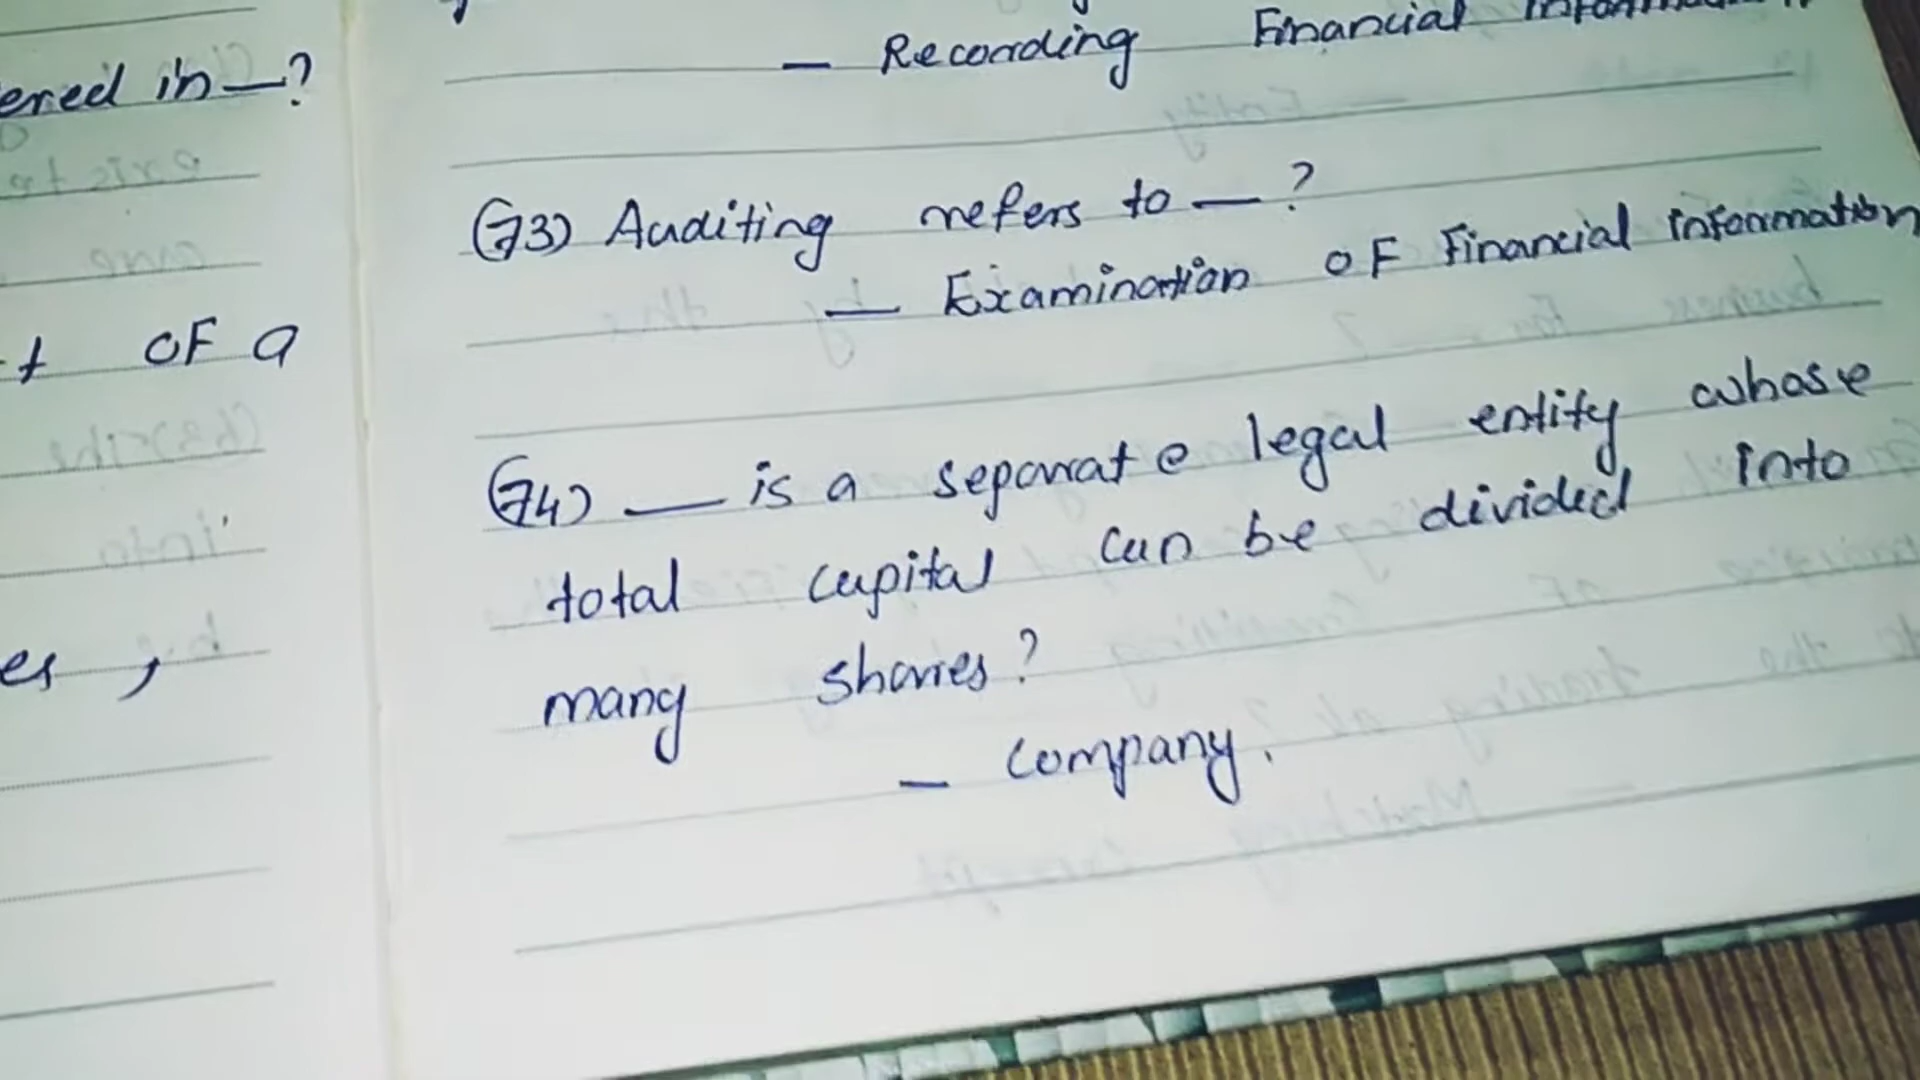 ered in —?
OF a
es ,
— Recording Financial Information
(73) Auditing refers to — ?
— Examination OF Financial Information
(74) — is a separate legal entity whose
total capital can be divided into
many shares?
— Company.